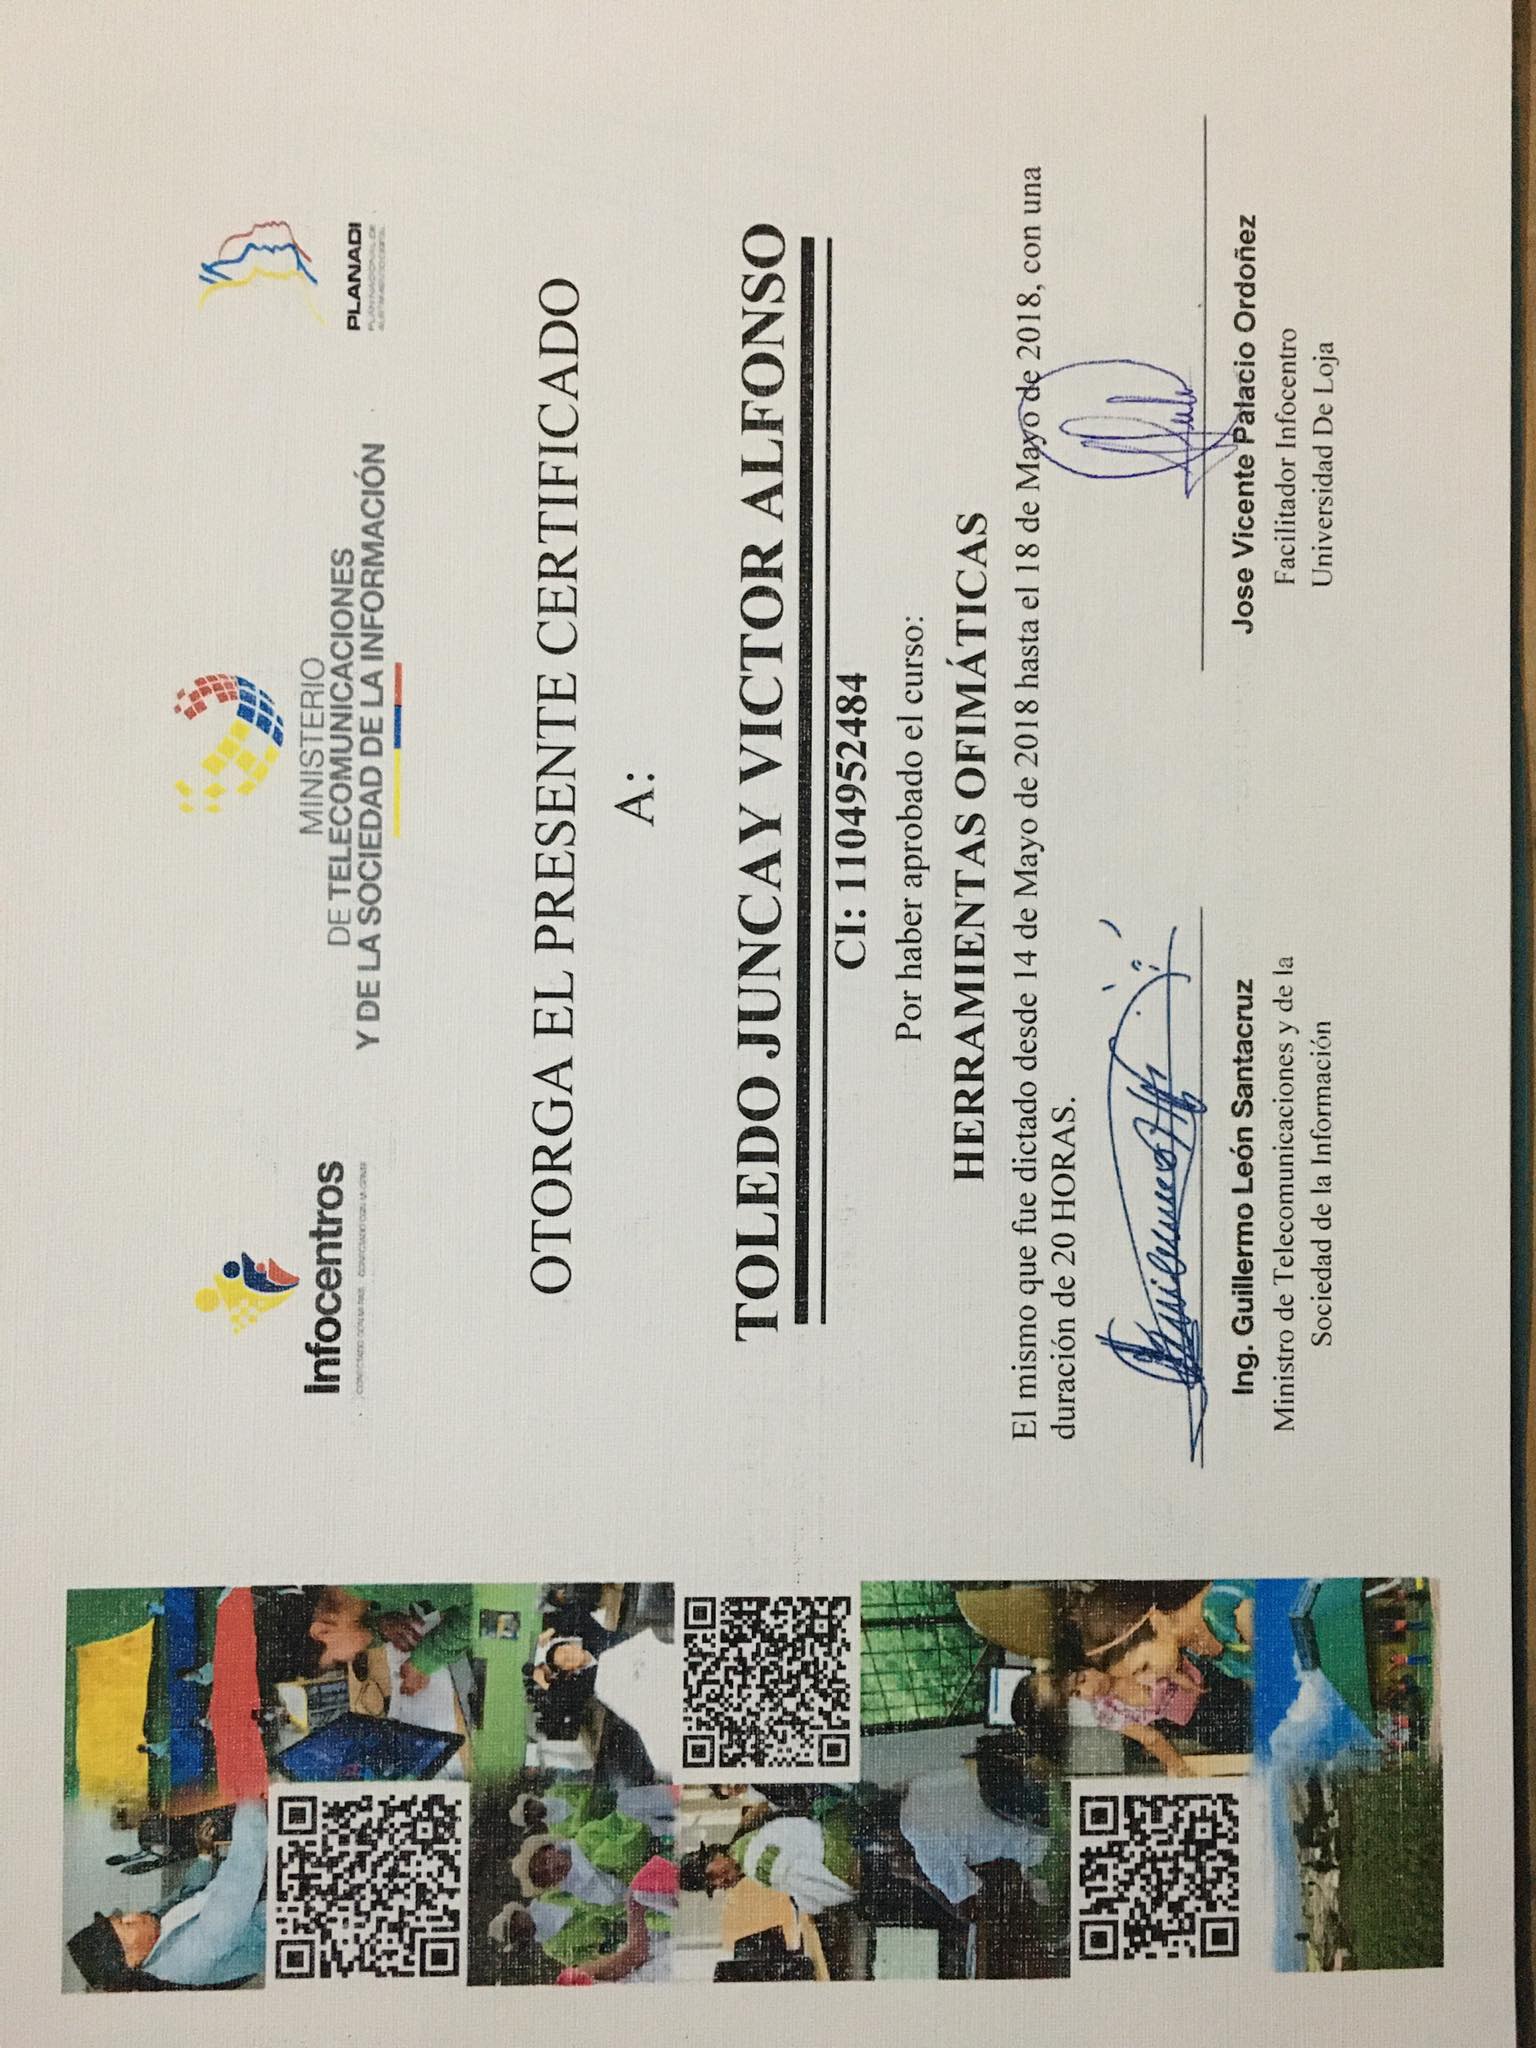 Infocentros
MINISTERIO
DE TELECOMUNICACIONES
Y DE LA SOCIEDAD DE LA INFORMACIÓN
PLANADI
OTORGA EL PRESENTE CERTIFICADO
A:
TOLEDO JUNCAY VICTOR ALFONSO
CI: 1104952484
Por haber aprobado el curso:
HERRAMIENTAS OFIMÁTICAS
El mismo que fue dictado desde 14 de Mayo de 2018 hasta el 18 de Mayo de 2018, con una
duración de 20 HORAS.
Ing. Guillermo León Santacruz
Ministro de Telecomunicaciones y de la
Sociedad de la Información
Jose Vicente Palacio Ordoñez
Facilitador Infocentro
Universidad De Loja